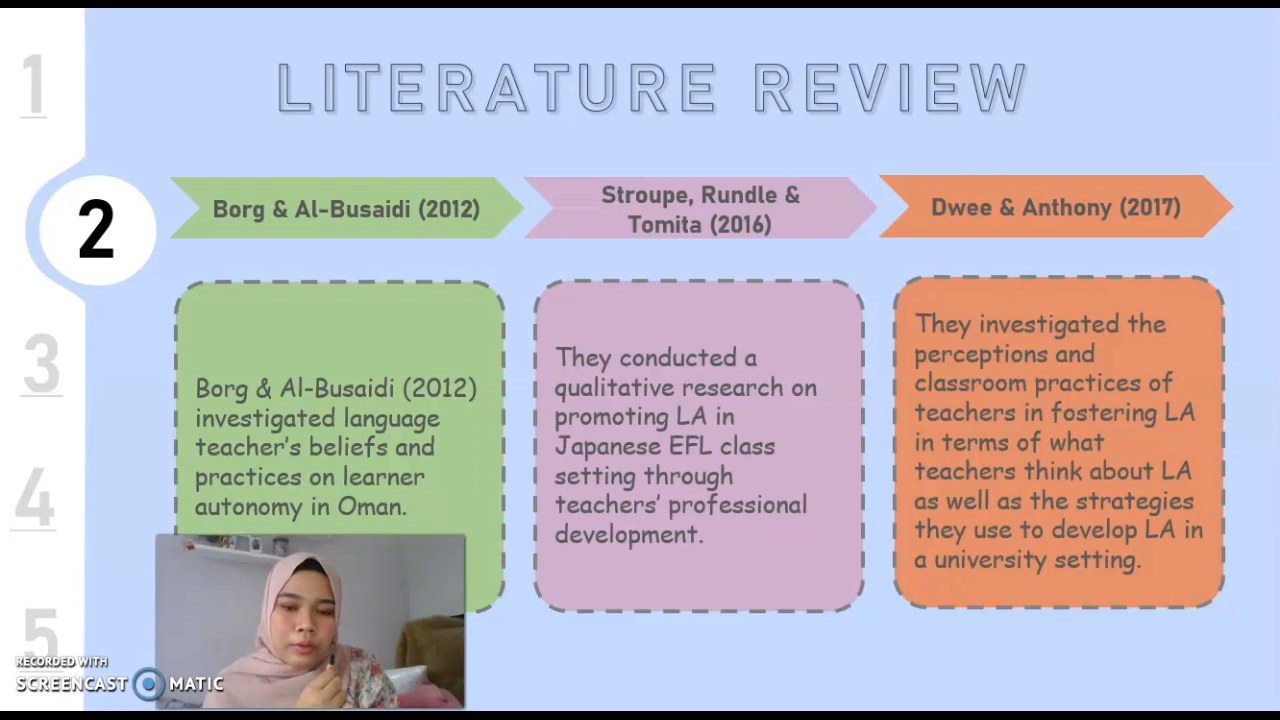 1
LITERATURE REVIEW
2
Borg & Al-Busaidi (2012)
Stroupe, Rundle &
Tomita (2016)
Dwee & Anthony (2017)
Borg & Al-Busaidi (2012)
investigated language
teacher's beliefs and
practices on learner
autonomy in Oman.
They conducted a
qualitative research on
promoting LA in
Japanese EFL class
setting through
teachers' professional
development.
They investigated the
perceptions and
classroom practices of
teachers in fostering LA
in terms of what
teachers think about LA
as well as the strategies
they use to develop LA in
a university setting.
3
4
5
RECORDED WITH
SCREENCAST MATIC